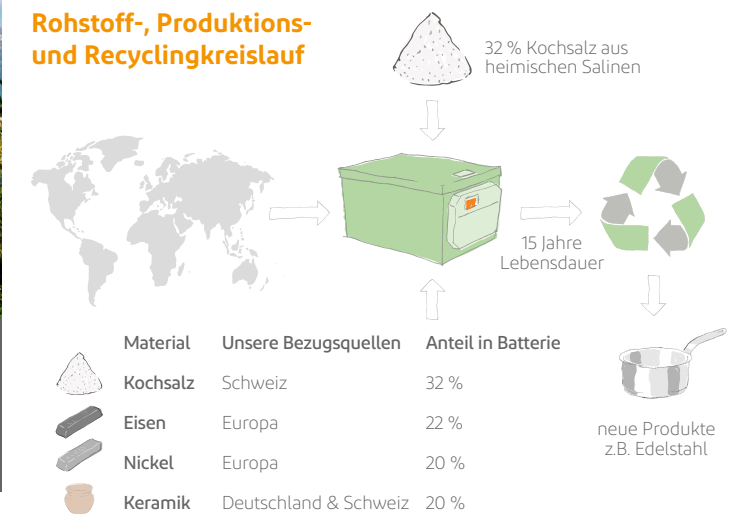 Rohstoff-, Produktions-
und Recyclingkreislauf
32 % Kochsalz aus
heimischen Salinen
15 Jahre
Lebensdauer
Material Unsere Bezugsquellen Anteil in Batterie
Kochsalz Schweiz 32 %
Eisen Europa 22 %
Nickel Europa 20 %
Keramik Deutschland & Schweiz 20 %
neue Produkte
z.B. Edelstahl